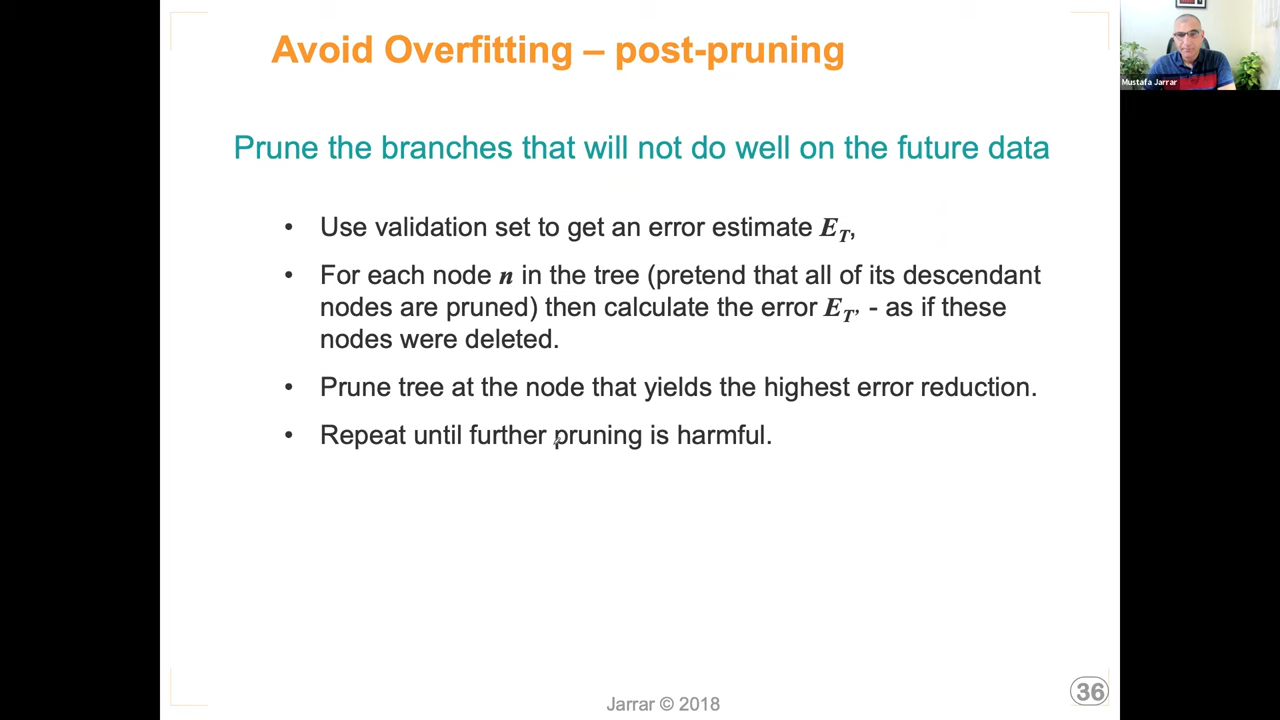 Avoid Overfitting – post-pruning
Mustafa Jarrar
Prune the branches that will not do well on the future data
• Use validation set to get an error estimate E_T,
• For each node n in the tree (pretend that all of its descendant
nodes are pruned) then calculate the error E_T’ - as if these
nodes were deleted.
• Prune tree at the node that yields the highest error reduction.
• Repeat until further pruning is harmful.
Jarrar © 2018
36